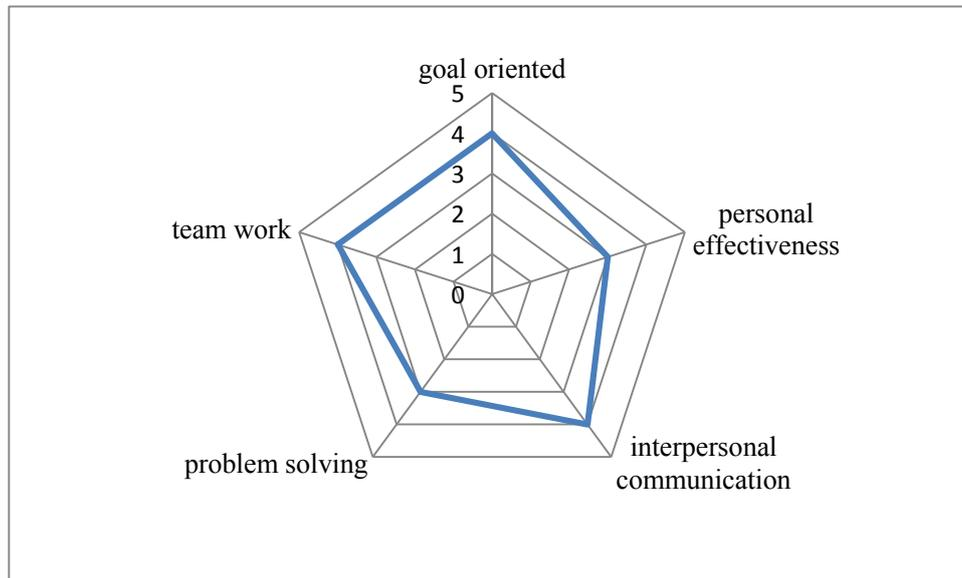 goal oriented
5
4
3
2
1
0
personal
effectiveness
interpersonal
communication
problem solving
team work